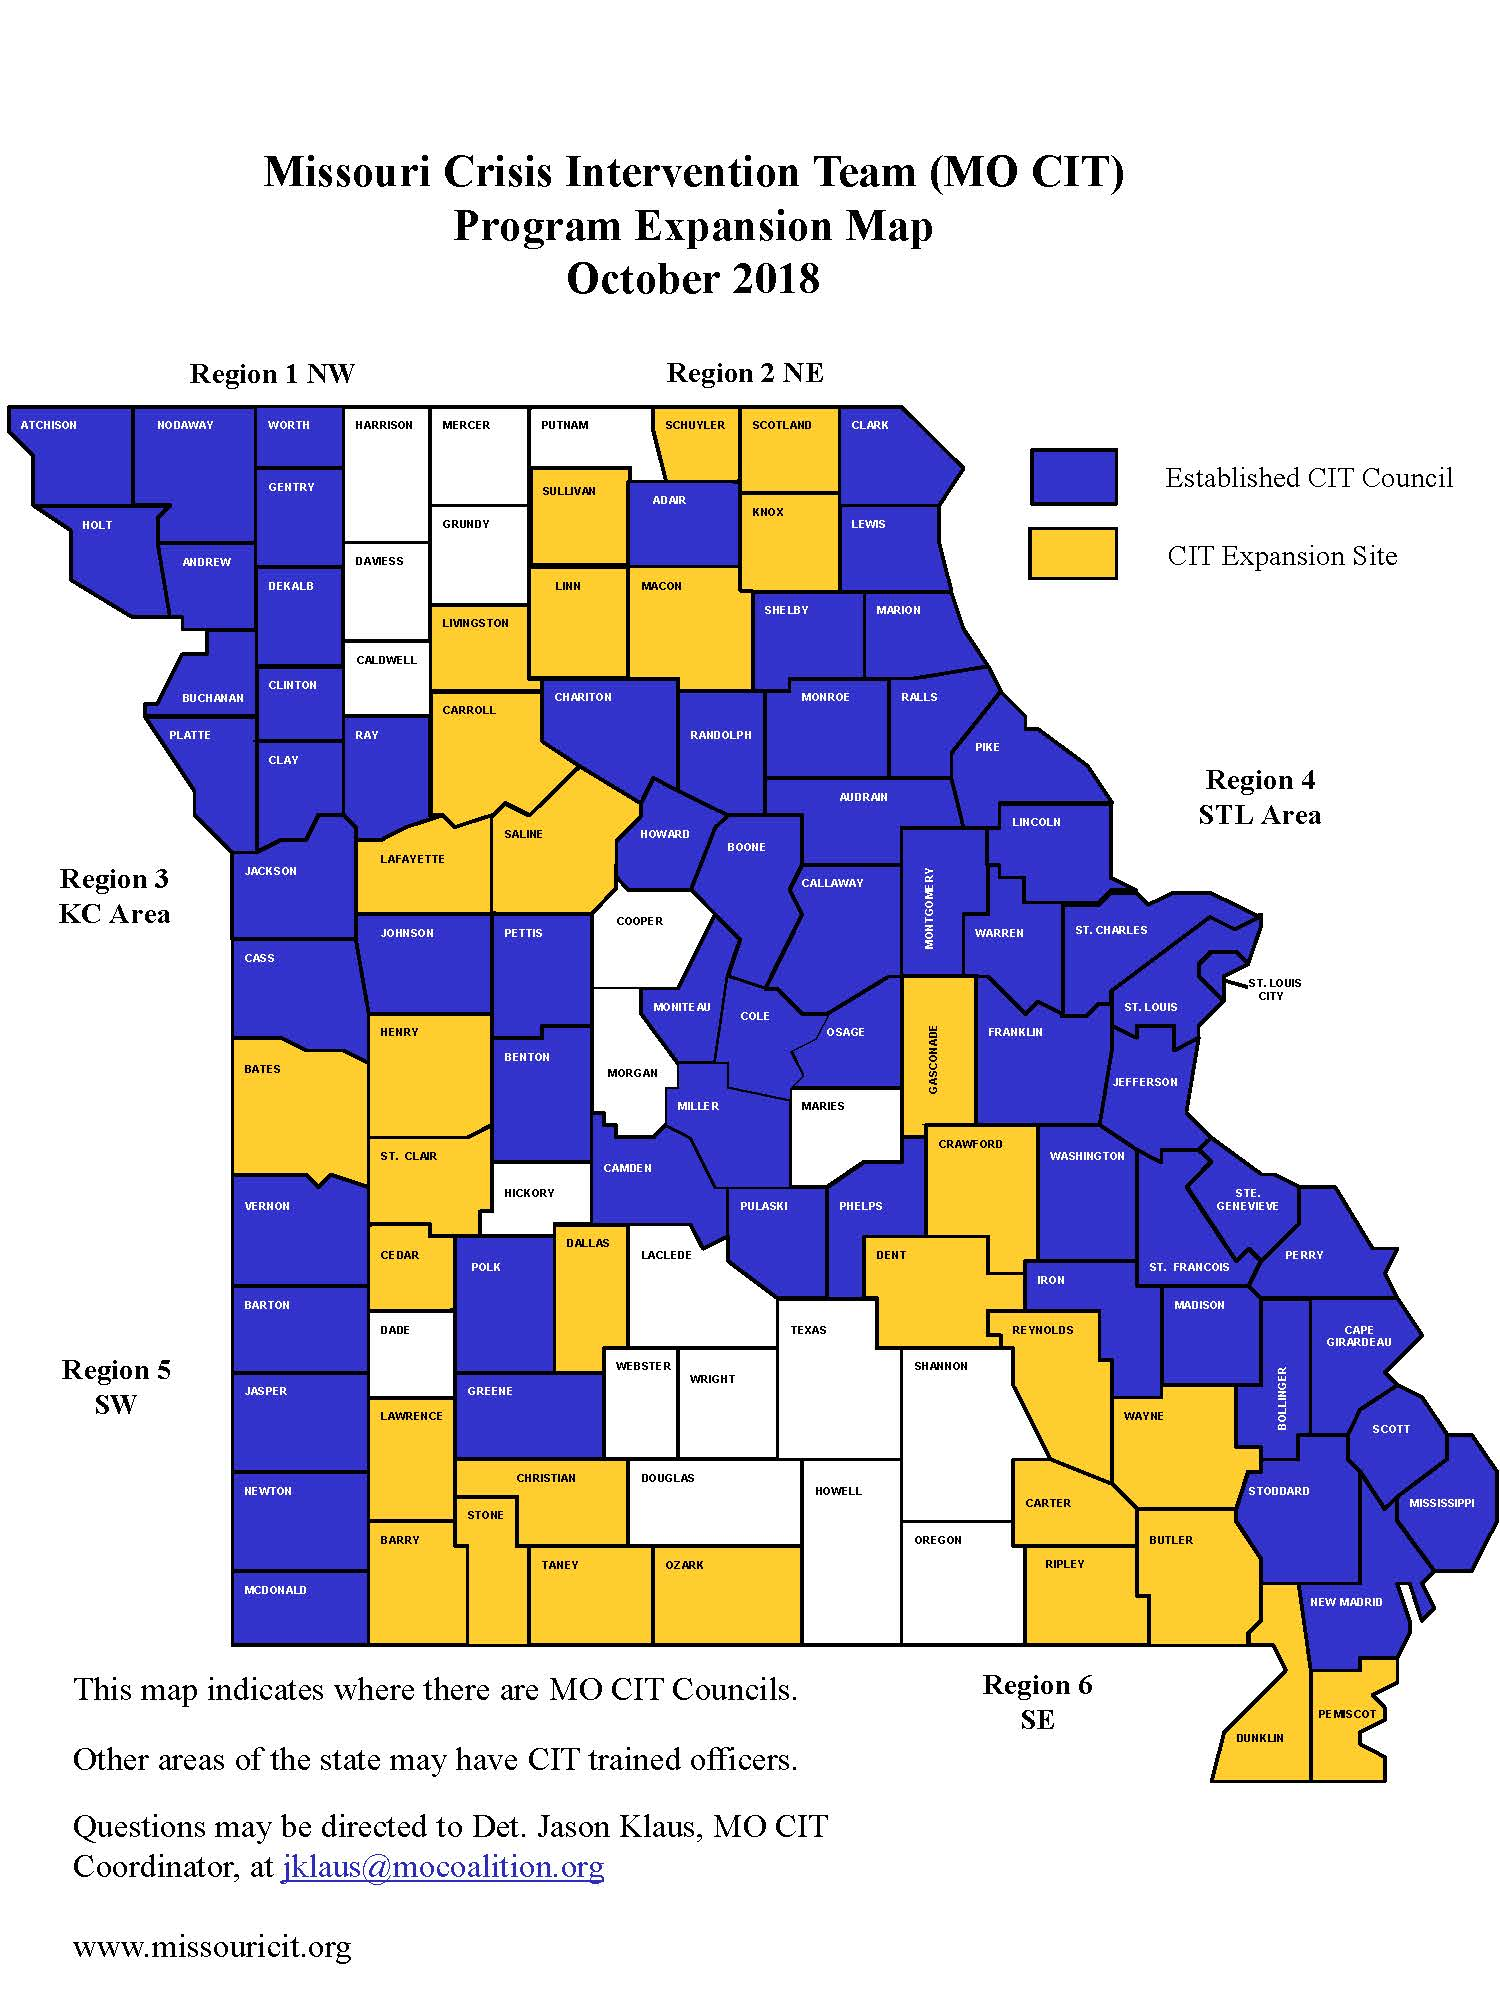 Missouri Crisis Intervention Team (MO CIT)
Program Expansion Map
October 2018
Region 1 NW
Region 2 NE
ATCHISON
NODAWAY
WORTH
HARRISON
MERCER
PUTNAM
SCHUYLER
SCOTLAND
CLARK
Established CIT Council
GENTRY
SULLIVAN
ADAIR
KNOX
HOLT
GRUNDY
LEWIS
CIT Expansion Site
ANDREW
DAVIESS
DEKALB
LINN
MACON
SHELBY
MARION
LIVINGSTON
CALDWELL
CLINTON
BUCHANAN
CARROLL
CHARITON
MONROE
RALLS
PLATTE
RAY
RANDOLPH
PIKE
CLAY
Region 4
STL Area
AUDRAIN
LINCOLN
SALINE
HOWARD
BOONE
LAFAYETTE
Region 3
KC Area
JACKSON
CALLAWAY
MONTGOMERY
COOPER
JOHNSON
PETTIS
WARREN
ST. CHARLES
CASS
ST. LOUIS
CITY
MONITEAU
COLE
ST. LOUIS
HENRY
OSAGE
FRANKLIN
GASCONADE
BENTON
BATES
MORGAN
JEFFERSON
MILLER
MARIES
CRAWFORD
ST. CLAIR
WASHINGTON
CAMDEN
HICKORY
STE.
GENEVIEVE
VERNON
PULASKI
PHELPS
DALLAS
CEDAR
LACLEDE
DENT
PERRY
POLK
ST. FRANCOIS
IRON
BARTON
MADISON
DADE
TEXAS
REYNOLDS
CAPE
GIRARDEAU
Region 5
SW
WEBSTER
SHANNON
WRIGHT
JASPER
GREENE
BOLLINGER
LAWRENCE
WAYNE
SCOTT
CHRISTIAN
DOUGLAS
NEWTON
HOWELL
STODDARD
CARTER
MISSISSIPPI
STONE
BARRY
OREGON
BUTLER
TANEY
OZARK
RIPLEY
MCDONALD
NEW MADRID
This map indicates where there are MO CIT Councils.
Region 6
SE
PEMISCOT
DUNKLIN
Other areas of the state may have CIT trained officers.
Questions may be directed to Det. Jason Klaus, MO CIT
Coordinator, at jklaus@mocoalition.org
www.missouricit.org